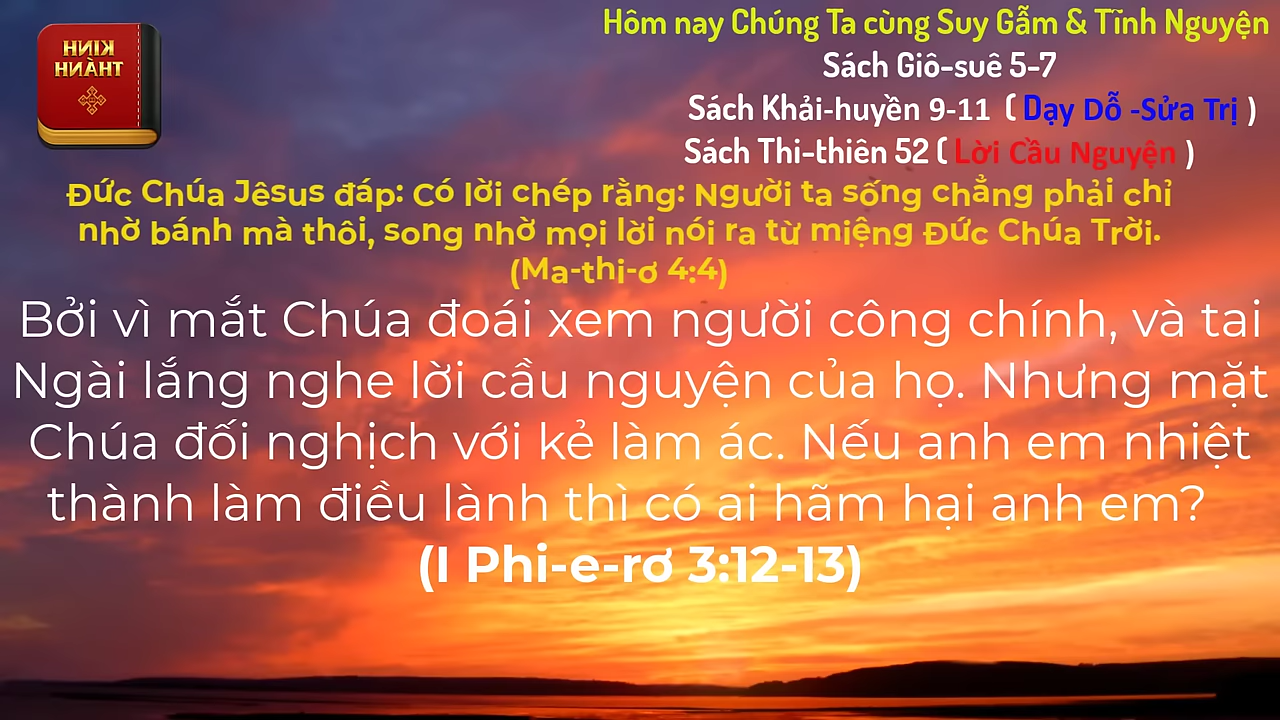 KINH
THÁNH
Hôm nay Chúng Ta cùng Suy Gẫm & Tĩnh Nguyện
Sách Giô-suê 5-7
Sách Khải-huyền 9-11 ( Dạy Dỗ -Sửa Trị )
Sách Thi-thiên 52 ( Lời Cầu Nguyện )
Đức Chúa Jêsus đáp: Có lời chép rằng: Người ta sống chẳng phải chỉ
nhờ bánh mà thôi, song nhờ mọi lời nói ra từ miệng Đức Chúa Trời.
(Ma-thi-ơ 4:4)
Bởi vì mắt Chúa đoái xem người công chính, và tai
Ngài lắng nghe lời cầu nguyện của họ. Nhưng mặt
Chúa đối nghịch với kẻ làm ác. Nếu anh em nhiệt
thành làm điều lành thì có ai hãm hại anh em?
(I Phi-e-rơ 3:12-13)